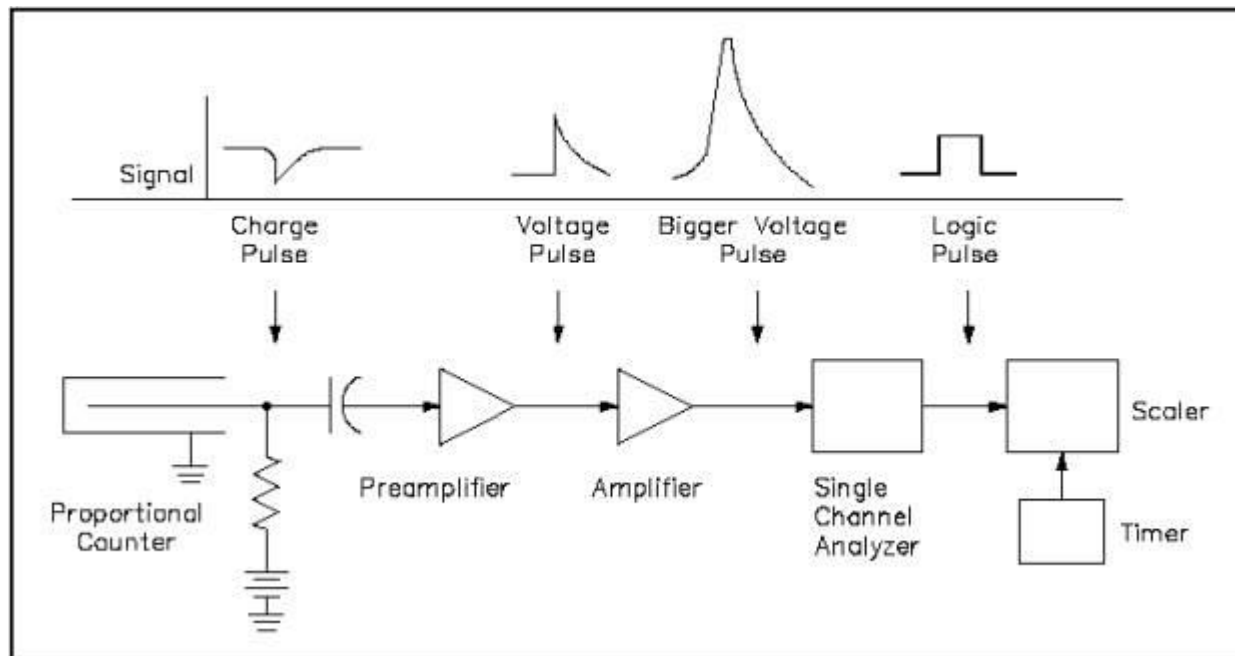 Signal
Charge
Pulse
Voltage
Pulse
Bigger Voltage
Pulse
Logic
Pulse
Proportional
Counter
Preamplifier
Amplifier
Single
Channel
Analyzer
Scaler
Timer